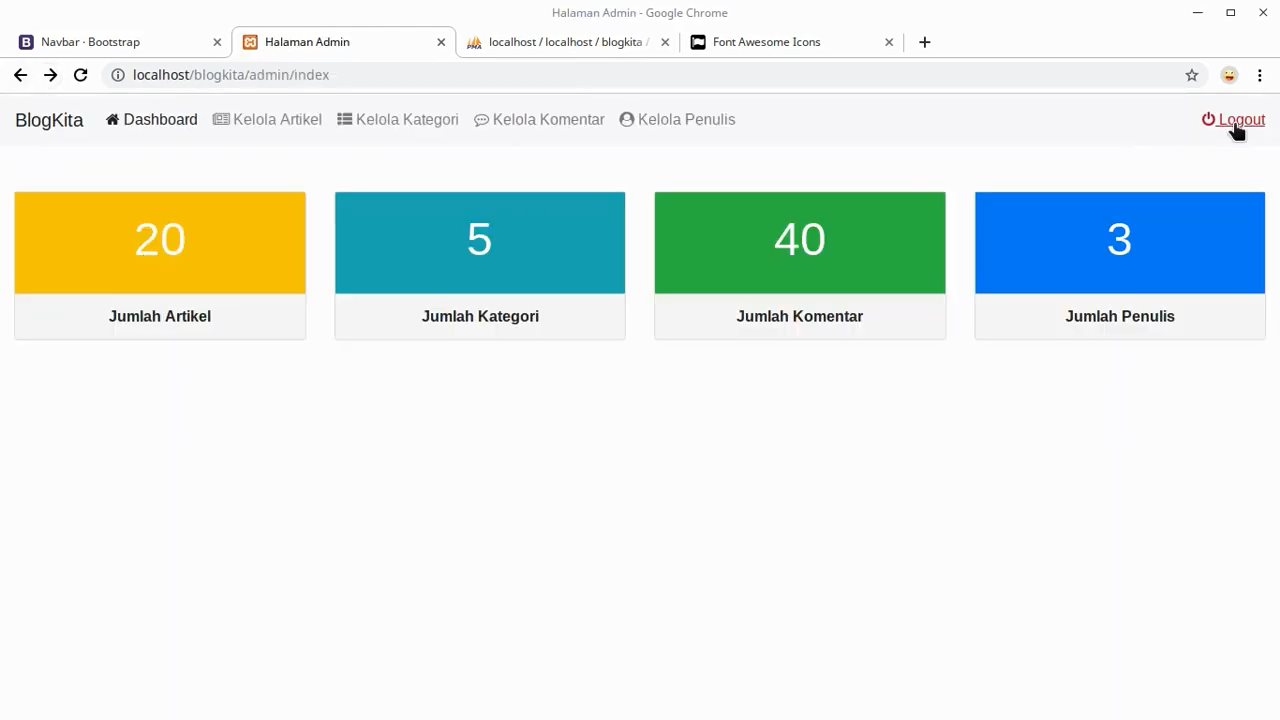 Halaman Admin - Google Chrome
Navbar · Bootstrap
Halaman Admin
localhost / localhost / blogkita /
Font Awesome Icons
localhost/blogkita/admin/index
BlogKita
Dashboard
Kelola Artikel
Kelola Kategori
Kelola Komentar
Kelola Penulis
Logout
20
5
40
3
Jumlah Artikel
Jumlah Kategori
Jumlah Komentar
Jumlah Penulis